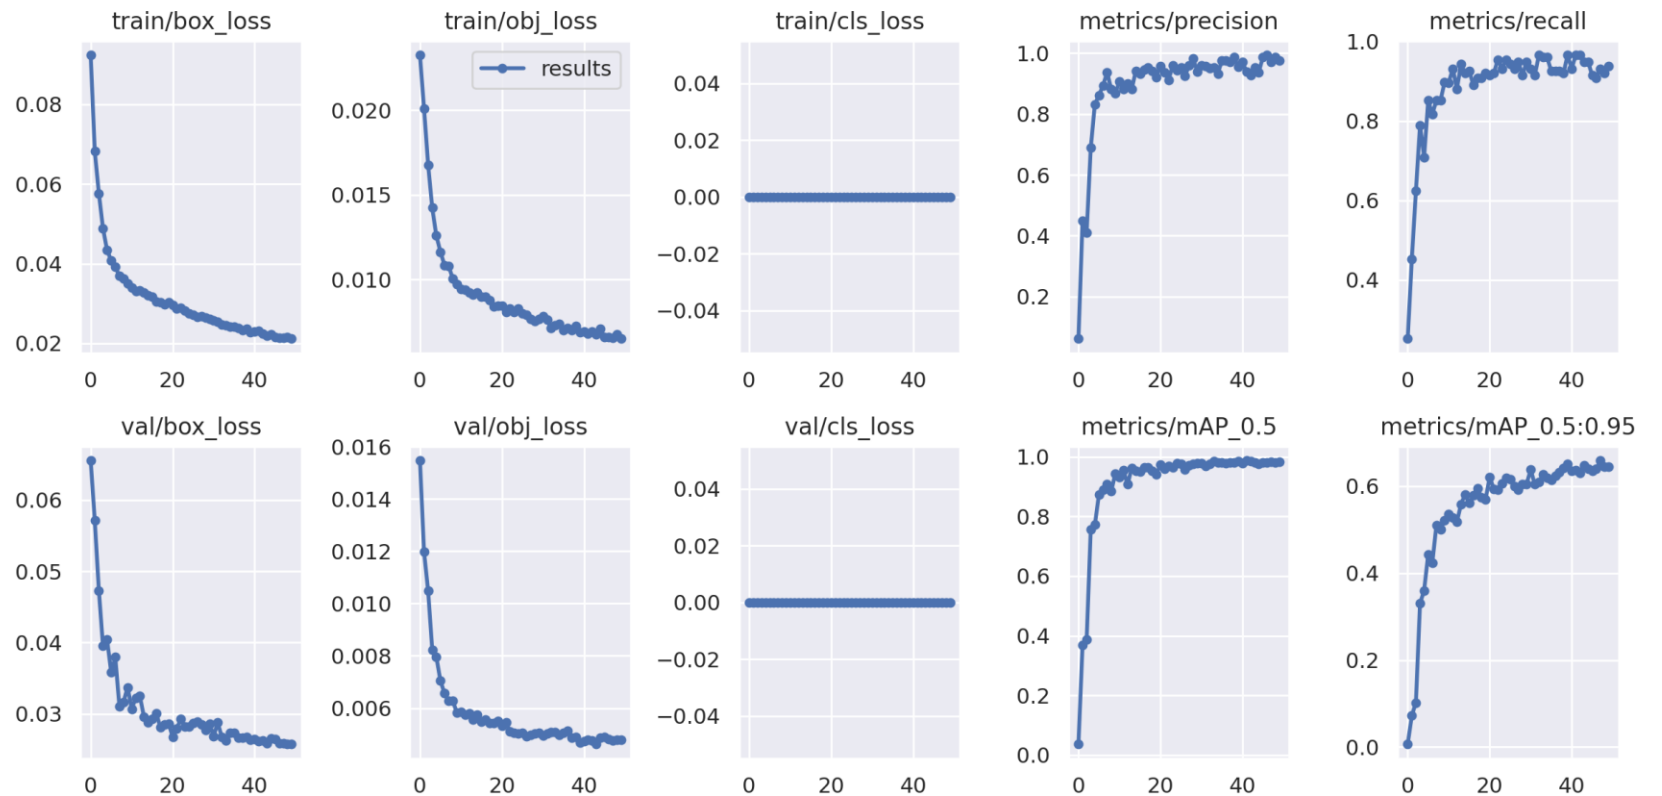 train/box_loss
train/obj_loss
train/cls_loss
metrics/precision
metrics/recall
results
0.08
0.06
0.04
0.02
0 20 40
0.020
0.015
0.010
0 20 40
0.04
0.02
0.00
−0.02
−0.04
0 20 40
1.0
0.8
0.6
0.4
0.2
0 20 40
1.0
0.8
0.6
0.4
0 20 40
val/box_loss
val/obj_loss
val/cls_loss
metrics/mAP_0.5
metrics/mAP_0.5:0.95
0.06
0.05
0.04
0.03
0 20 40
0.016
0.014
0.012
0.010
0.008
0.006
0 20 40
0.04
0.02
0.00
−0.02
−0.04
0 20 40
1.0
0.8
0.6
0.4
0.2
0.0
0 20 40
0.6
0.4
0.2
0.0
0 20 40